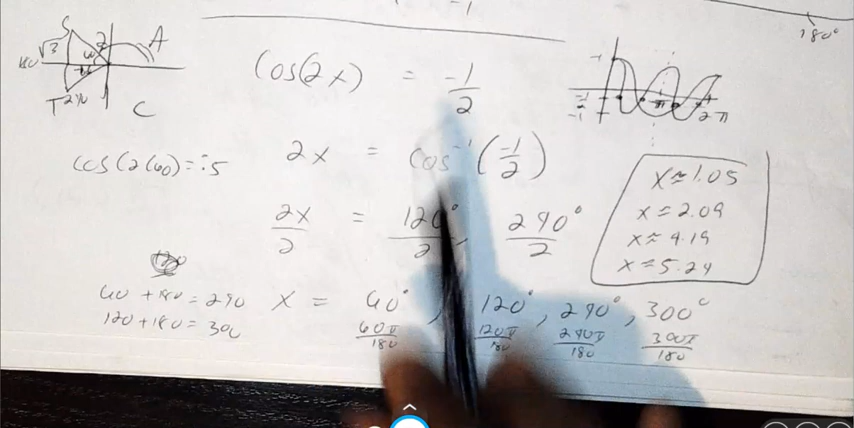 -1
180°
S
A
2
√3
60
T 240
C
cos(2x) = -1/2
-1
2π
cos(2(60) = -.5
2x = cos⁻¹(-1/2)
2x/2 = 120°/2, 240°/2
x ≈ 1.05
x ≈ 2.09
x ≈ 4.19
x ≈ 5.24
60 + 180 = 240
120 + 180 = 300
x = 60°, 120°, 240°, 300°
60π/180 120π/180 240π/180 300π/180